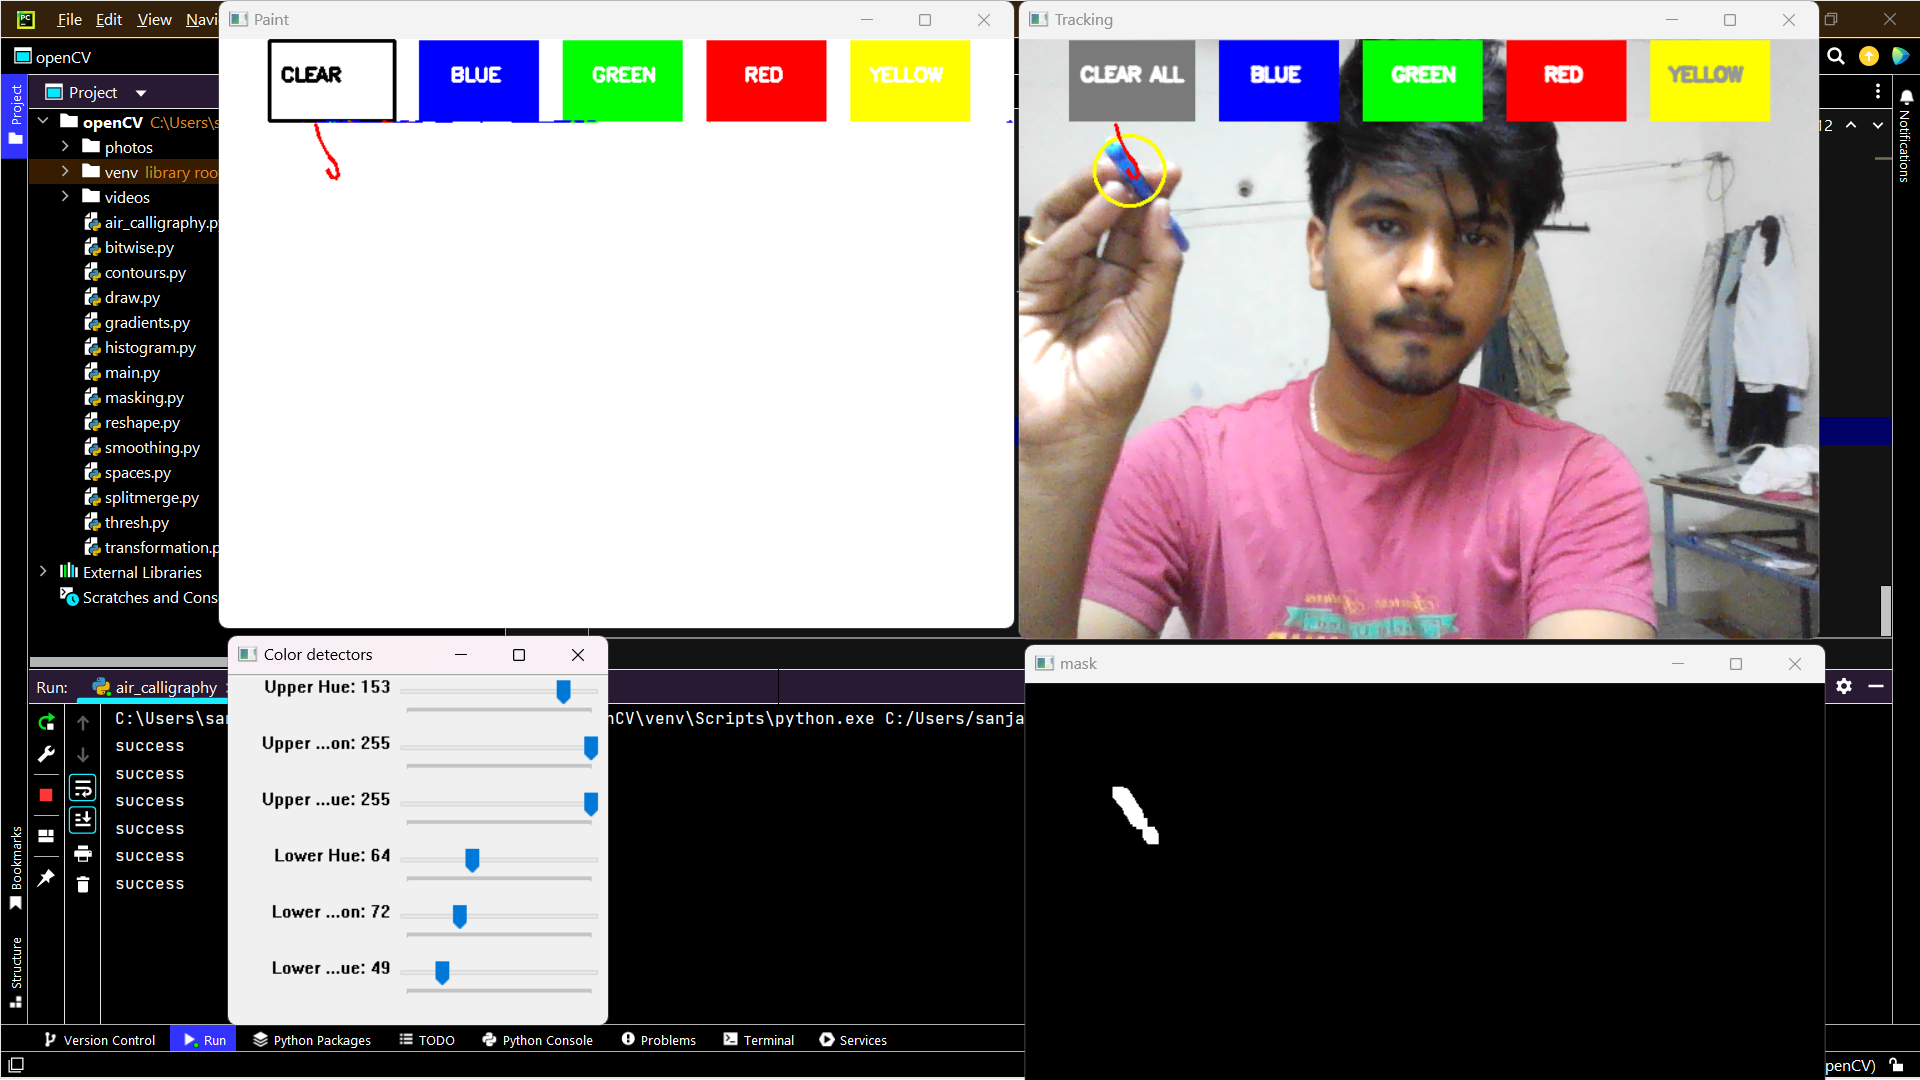 PC File Edit View Navi
openCV
Project
openCV C:\Users\s
photos
venv library roo
videos
air_calligraphy.p
bitwise.py
contours.py
draw.py
gradients.py
histogram.py
main.py
masking.py
reshape.py
smoothing.py
spaces.py
splitmerge.py
thresh.py
transformation.p
External Libraries
Scratches and Cons
Project
Bookmarks
Structure
Paint
CLEAR BLUE GREEN RED YELLOW
Tracking
CLEAR ALL BLUE GREEN RED YELLOW
12
Notifications
Color detectors
Upper Hue: 153
Upper ...on: 255
Upper ...ue: 255
Lower Hue: 64
Lower ...on: 72
Lower ...ue: 49
mask
Run: air_calligraphy
C:\Users\sar nCV\venv\Scripts\python.exe C:/Users/sanja
success
success
success
success
success
success
Version Control Run Python Packages TODO Python Console Problems Terminal Services
penCV)